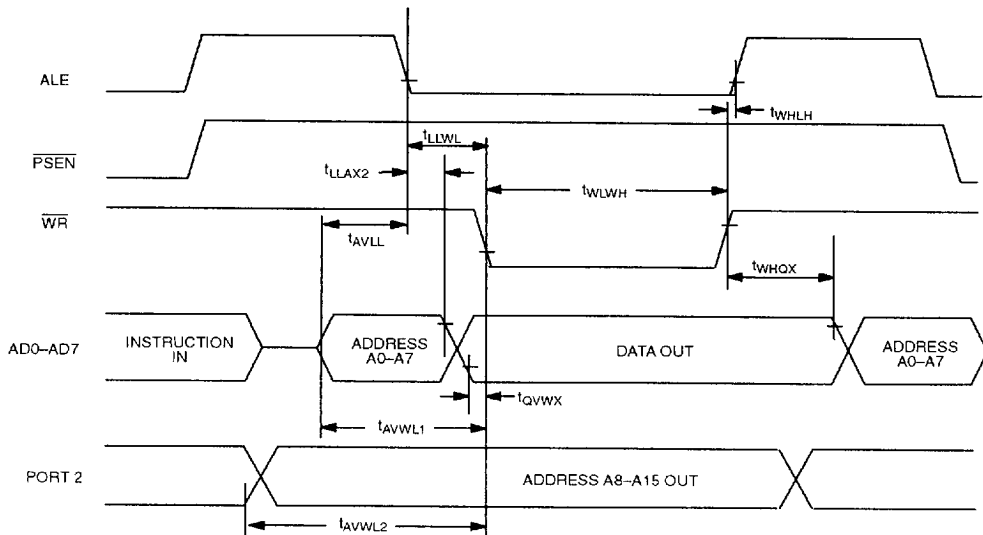 ALE
tWHLH
tLLWL
PSEN
tLLAX2
tWLWH
WR
tAVLL
tWHQX
AD0–AD7
INSTRUCTION
IN
ADDRESS
A0–A7
DATA OUT
ADDRESS
A0–A7
tQVWX
tAVWL1
PORT 2
ADDRESS A8–A15 OUT
tAVWL2